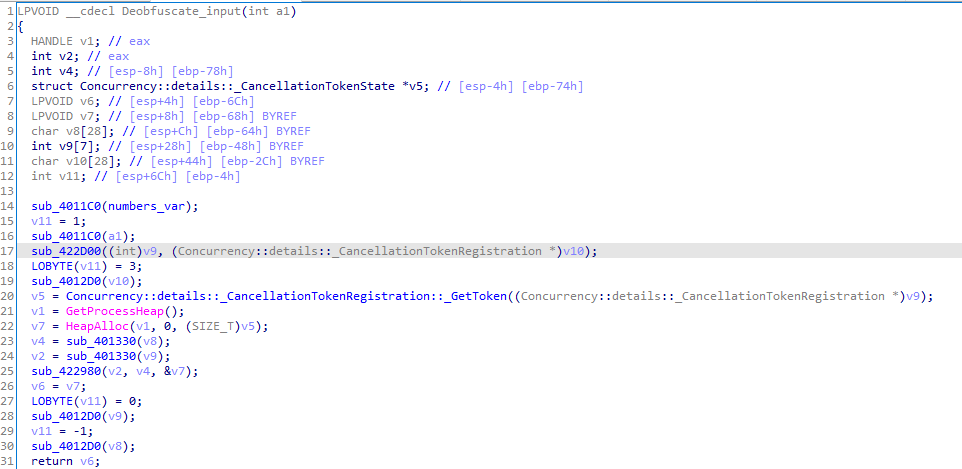 1 LPVOID __cdecl Deobfuscate_input(int a1)
2 {
3 HANDLE v1; // eax
4 int v2; // eax
5 int v4; // [esp-8h] [ebp-78h]
6 struct Concurrency::details::_CancellationTokenState *v5; // [esp-4h] [ebp-74h]
7 LPVOID v6; // [esp+4h] [ebp-6Ch]
8 LPVOID v7; // [esp+8h] [ebp-68h] BYREF
9 char v8[28]; // [esp+Ch] [ebp-64h] BYREF
10 int v9[7]; // [esp+28h] [ebp-48h] BYREF
11 char v10[28]; // [esp+44h] [ebp-2Ch] BYREF
12 int v11; // [esp+6Ch] [ebp-4h]
13
14 sub_4011C0(numbers_var);
15 v11 = 1;
16 sub_4011C0(a1);
17 sub_422D00((int)v9, (Concurrency::details::_CancellationTokenRegistration *)v10);
18 LOBYTE(v11) = 3;
19 sub_4012D0(v10);
20 v5 = Concurrency::details::_CancellationTokenRegistration::_GetToken((Concurrency::details::_CancellationTokenRegistration *)v9);
21 v1 = GetProcessHeap();
22 v7 = HeapAlloc(v1, 0, (SIZE_T)v5);
23 v4 = sub_401330(v8);
24 v2 = sub_401330(v9);
25 sub_422980(v2, v4, &v7);
26 v6 = v7;
27 LOBYTE(v11) = 0;
28 sub_4012D0(v9);
29 v11 = -1;
30 sub_4012D0(v8);
31 return v6;